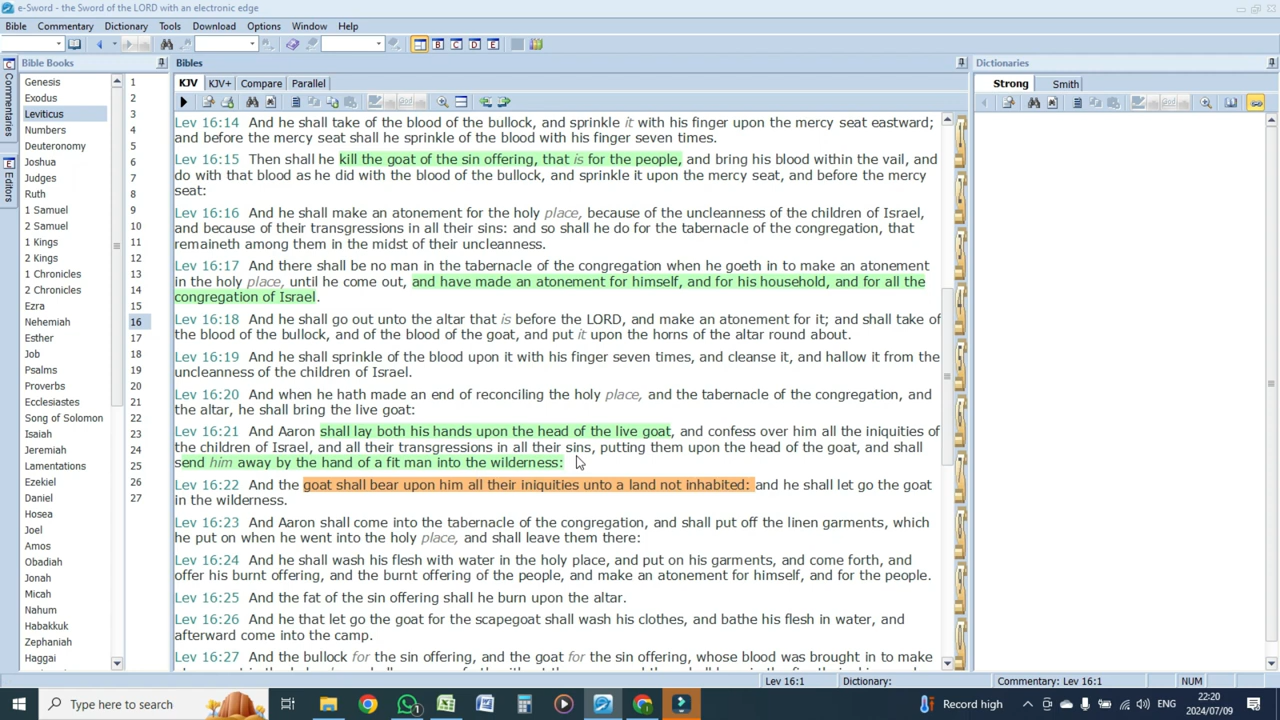 e-Sword - the Sword of the LORD with an electronic edge
Bible Commentary Dictionary Tools Download Options Window Help
B C D E
Commentaries
Editors
Bible Books
Genesis
Exodus
Leviticus
Numbers
Deuteronomy
Joshua
Judges
Ruth
1 Samuel
2 Samuel
1 Kings
2 Kings
1 Chronicles
2 Chronicles
Ezra
Nehemiah
Esther
Job
Psalms
Proverbs
Ecclesiastes
Song of Solomon
Isaiah
Jeremiah
Lamentations
Ezekiel
Daniel
Hosea
Joel
Amos
Obadiah
Jonah
Micah
Nahum
Habakkuk
Zephaniah
Haggai
1
2
3
4
5
6
7
8
9
10
11
12
13
14
15
16
17
18
19
20
21
22
23
24
25
26
27
Bibles
KJV KJV+ Compare Parallel
Lev 16:14 And he shall take of the blood of the bullock, and sprinkle it with his finger upon the mercy seat eastward;
and before the mercy seat shall he sprinkle of the blood with his finger seven times.
Lev 16:15 Then shall he kill the goat of the sin offering, that is for the people, and bring his blood within the vail, and
do with that blood as he did with the blood of the bullock, and sprinkle it upon the mercy seat, and before the mercy
seat:
Lev 16:16 And he shall make an atonement for the holy place, because of the uncleanness of the children of Israel,
and because of their transgressions in all their sins: and so shall he do for the tabernacle of the congregation, that
remaineth among them in the midst of their uncleanness.
Lev 16:17 And there shall be no man in the tabernacle of the congregation when he goeth in to make an atonement
in the holy place, until he come out, and have made an atonement for himself, and for his household, and for all the
congregation of Israel.
Lev 16:18 And he shall go out unto the altar that is before the LORD, and make an atonement for it; and shall take of
the blood of the bullock, and of the blood of the goat, and put it upon the horns of the altar round about.
Lev 16:19 And he shall sprinkle of the blood upon it with his finger seven times, and cleanse it, and hallow it from the
uncleanness of the children of Israel.
Lev 16:20 And when he hath made an end of reconciling the holy place, and the tabernacle of the congregation, and
the altar, he shall bring the live goat:
Lev 16:21 And Aaron shall lay both his hands upon the head of the live goat, and confess over him all the iniquities of
the children of Israel, and all their transgressions in all their sins, putting them upon the head of the goat, and shall
send him away by the hand of a fit man into the wilderness:
Lev 16:22 And the goat shall bear upon him all their iniquities unto a land not inhabited: and he shall let go the goat
in the wilderness.
Lev 16:23 And Aaron shall come into the tabernacle of the congregation, and shall put off the linen garments, which
he put on when he went into the holy place, and shall leave them there:
Lev 16:24 And he shall wash his flesh with water in the holy place, and put on his garments, and come forth, and
offer his burnt offering, and the burnt offering of the people, and make an atonement for himself, and for the people.
Lev 16:25 And the fat of the sin offering shall he burn upon the altar.
Lev 16:26 And he that let go the goat for the scapegoat shall wash his clothes, and bathe his flesh in water, and
afterward come into the camp.
Lev 16:27 And the bullock for the sin offering, and the goat for the sin offering, whose blood was brought in to make
Dictionaries
Strong Smith
Lev 16:1 Dictionary: Commentary: Lev 16:1 NUM
Type here to search
Record high
ENG
22:20
2024/07/09